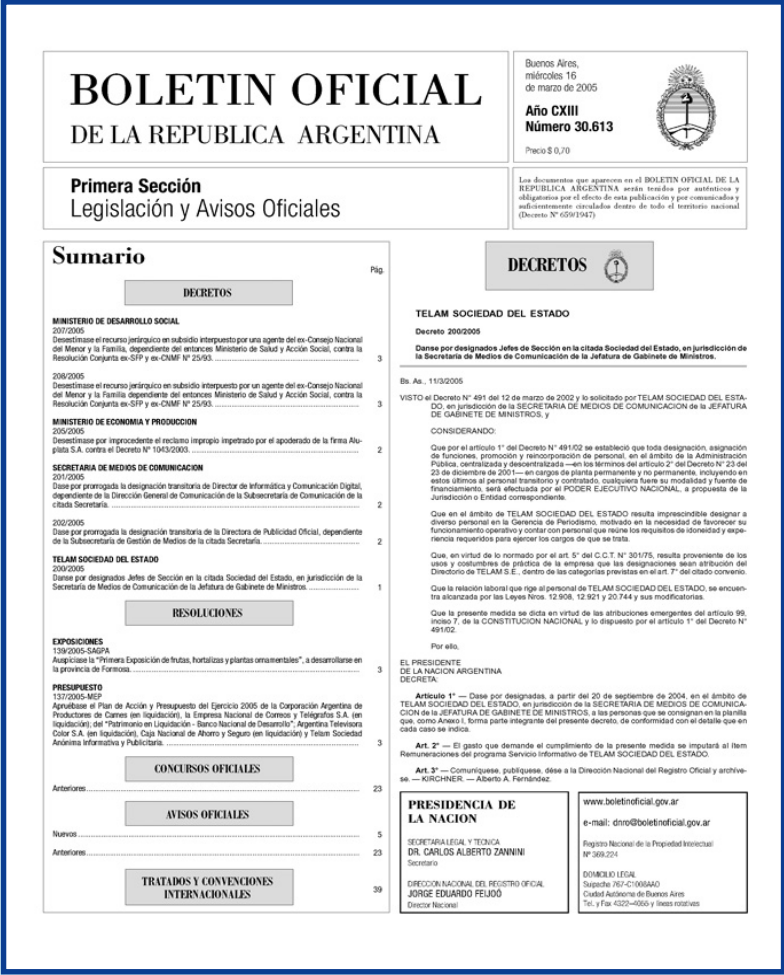 BOLETIN OFICIAL
DE LA REPUBLICA ARGENTINA
Buenos Aires,
miércoles 16
de marzo de 2005
Año CXIII
Número 30.613
Precio $ 0,70
Primera Sección
Legislación y Avisos Oficiales
Los documentos que aparecen en el BOLETIN OFICIAL DE LA
REPUBLICA ARGENTINA serán tenidos por auténticos y
obligatorios por el efecto de esta publicación y por comunicados y
suficientemente circulados dentro de todo el territorio nacional
(Decreto Nº 659/1947)
Sumario
Pág.
DECRETOS
MINISTERIO DE DESARROLLO SOCIAL
207/2005
Desestímase el recurso jerárquico en subsidio interpuesto por una agente del ex-Consejo Nacional
del Menor y la Familia, dependiente del entonces Ministerio de Salud y Acción Social, contra la
Resolución Conjunta ex-SFP y ex-CNMF Nº 25/93. ........ 3
208/2005
Desestímase el recurso jerárquico en subsidio interpuesto por un agente del ex-Consejo Nacional
del Menor y la Familia dependiente del entonces Ministerio de Salud y Acción Social, contra la
Resolución Conjunta ex-SFP y ex-CNMF Nº 25/93. ........ 3
MINISTERIO DE ECONOMIA Y PRODUCCION
205/2005
Desestímase por improcedente el reclamo impropio impetrado por el apoderado de la firma Alu-
plata S.A. contra el Decreto Nº 1043/2003. ........ 2
SECRETARIA DE MEDIOS DE COMUNICACION
201/2005
Dase por prorrogada la designación transitoria de Director de Informática y Comunicación Digital,
dependiente de la Dirección General de Comunicación de la Subsecretaría de Comunicación de la
citada Secretaría. ........ 2
202/2005
Dase por prorrogada la designación transitoria de la Directora de Publicidad Oficial, dependiente
de la Subsecretaría de Gestión de Medios de la citada Secretaría. ........ 2
TELAM SOCIEDAD DEL ESTADO
200/2005
Danse por designados Jefes de Sección en la citada Sociedad del Estado, en jurisdicción de la
Secretaría de Medios de Comunicación de la Jefatura de Gabinete de Ministros. ........ 1
RESOLUCIONES
EXPOSICIONES
139/2005-SAGPA
Auspíciase la "Primera Exposición de frutas, hortalizas y plantas ornamentales", a desarrollarse en
la provincia de Formosa. ........ 3
PRESUPUESTO
137/2005-MEP
Apruébase el Plan de Acción y Presupuesto del Ejercicio 2005 de la Corporación Argentina de
Productores de Carnes (en liquidación), la Empresa Nacional de Correos y Telégrafos S.A. (en
liquidación), del "Patrimonio en Liquidación - Banco Nacional de Desarrollo"; Argentina Televisora
Color S.A. (en liquidación), Caja Nacional de Ahorro y Seguro (en liquidación) y Telam Sociedad
Anónima Informativa y Publicitaria. ........ 3
CONCURSOS OFICIALES
Anteriores ........ 23
AVISOS OFICIALES
Nuevos ........ 5
Anteriores ........ 23
TRATADOS Y CONVENCIONES
INTERNACIONALES 39
DECRETOS
TELAM SOCIEDAD DEL ESTADO
Decreto 200/2005
Danse por designados Jefes de Sección en la citada Sociedad del Estado, en jurisdicción de
la Secretaría de Medios de Comunicación de la Jefatura de Gabinete de Ministros.
Bs. As., 11/3/2005
VISTO el Decreto N° 491 del 12 de marzo de 2002 y lo solicitado por TELAM SOCIEDAD DEL ESTA-
DO, en jurisdicción de la SECRETARIA DE MEDIOS DE COMUNICACION de la JEFATURA
DE GABINETE DE MINISTROS, y
CONSIDERANDO:
Que por el artículo 1° del Decreto N° 491/02 se estableció que toda designación, asignación
de funciones, promoción y reincorporación de personal, en el ámbito de la Administración
Pública, centralizada y descentralizada —en los términos del artículo 2° del Decreto N° 23 del
23 de diciembre de 2001— en cargos de planta permanente y no permanente, incluyendo en
estos últimos al personal transitorio y contratado, cualquiera fuere su modalidad y fuente de
financiamiento, será efectuada por el PODER EJECUTIVO NACIONAL, a propuesta de la
Jurisdicción o Entidad correspondiente.
Que en el ámbito de TELAM SOCIEDAD DEL ESTADO resulta imprescindible designar a
diverso personal en la Gerencia de Periodismo, motivado en la necesidad de favorecer su
funcionamiento operativo y contar con personal que reúne los requisitos de idoneidad y expe-
riencia requeridos para ejercer los cargos de que se trata.
Que, en virtud de lo normado por el art. 5° del C.C.T. N° 301/75, resulta proveniente de los
usos y costumbres de práctica de la empresa que las designaciones sean atribución del
Directorio de TELAM S.E., dentro de las categorías previstas en el art. 7° del citado convenio.
Que la relación laboral que rige al personal de TELAM SOCIEDAD DEL ESTADO, se encuen-
tra alcanzada por las Leyes Nros. 12.908, 12.921 y 20.744 y sus modificatorias.
Que la presente medida se dicta en virtud de las atribuciones emergentes del artículo 99,
inciso 7, de la CONSTITUCION NACIONAL y lo dispuesto por el artículo 1° del Decreto N°
491/02.
Por ello,
EL PRESIDENTE
DE LA NACION ARGENTINA
DECRETA:
Artículo 1° — Dase por designadas, a partir del 20 de septiembre de 2004, en el ámbito de
TELAM SOCIEDAD DEL ESTADO, en jurisdicción de la SECRETARIA DE MEDIOS DE COMUNICA-
CION de la JEFATURA DE GABINETE DE MINISTROS, a las personas que se consignan en la planilla
que, como Anexo I, forma parte integrante del presente decreto, de conformidad con el detalle que en
cada caso se indica.
Art. 2° — El gasto que demande el cumplimiento de la presente medida se imputará al Item
Remuneraciones del programa Servicio Informativo de TELAM SOCIEDAD DEL ESTADO.
Art. 3° — Comuníquese, publíquese, dése a la Dirección Nacional del Registro Oficial y archíve-
se. — KIRCHNER. — Alberto A. Fernández.
PRESIDENCIA DE
LA NACION
SECRETARIA LEGAL Y TECNICA
DR. CARLOS ALBERTO ZANNINI
Secretario
DIRECCION NACIONAL DEL REGISTRO OFICIAL
JORGE EDUARDO FEIJOÓ
Director Nacional
www.boletinoficial.gov.ar
e-mail: dnro@boletinoficial.gov.ar
Registro Nacional de la Propiedad Intelectual
Nº 369.224
DOMICILIO LEGAL
Suipacha 767-C1008AAO
Ciudad Autónoma de Buenos Aires
Tel. y Fax 4322-4055 y líneas rotativas